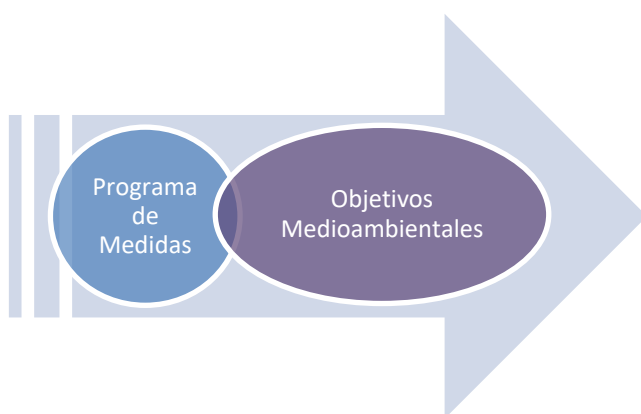 Programa
de
Medidas
Objetivos
Medioambientales